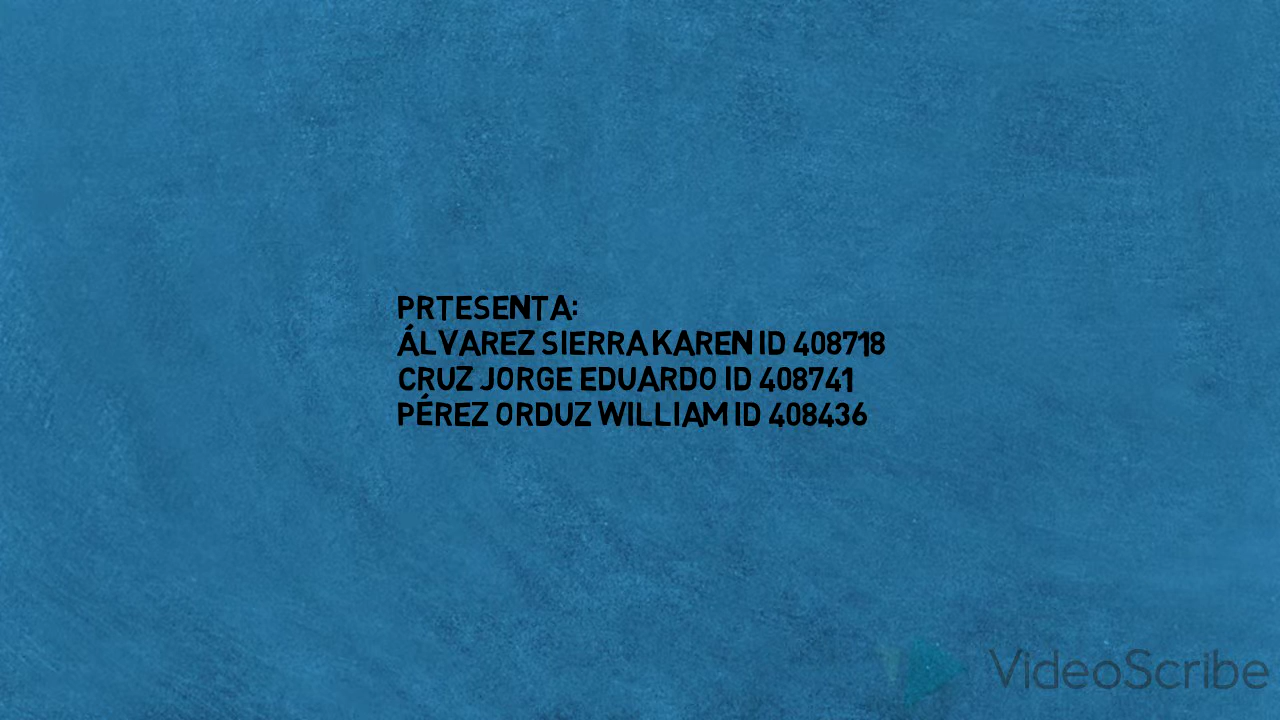 PRTESENTA:
ÁLVAREZ SIERRA KAREN ID 408718
CRUZ JORGE EDUARDO ID 408741
PÉREZ ORDUZ WILLIAM ID 408436
VideoScribe